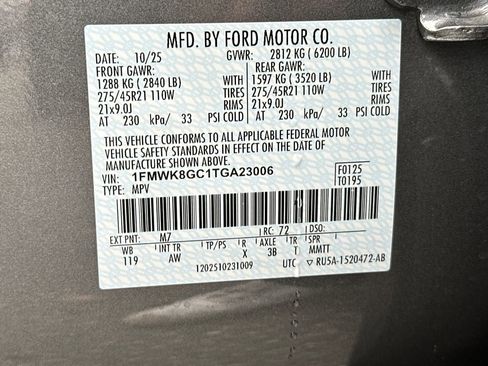 MFD. BY FORD MOTOR CO.
DATE: 10/25 GVWR: 2812 KG (6200 LB)
FRONT GAWR: REAR GAWR:
1288 KG (2840 LB) WITH 1597 KG (3520 LB) WITH
275/45R21 110W TIRES 275/45R21 110W TIRES
21x9.0J RIMS 21x9.0J RIMS
AT 230 kPa/ 33 PSI COLD AT 230 kPa/ 33 PSI COLD
THIS VEHICLE CONFORMS TO ALL APPLICABLE FEDERAL MOTOR
VEHICLE SAFETY STANDARDS IN EFFECT ON THE DATE OF
MANUFACTURE SHOWN ABOVE.
VIN: 1FMWK8GC1TGA23006 F0125
TYPE: MPV T0195
EXT PNT: M7 RC: 72 DSO:
WB INT TR TP/PS R AXLE TR SPR
119 AW X 3B T MMTT
1202510231009 UTC ▽ RU5A-1520472-AB